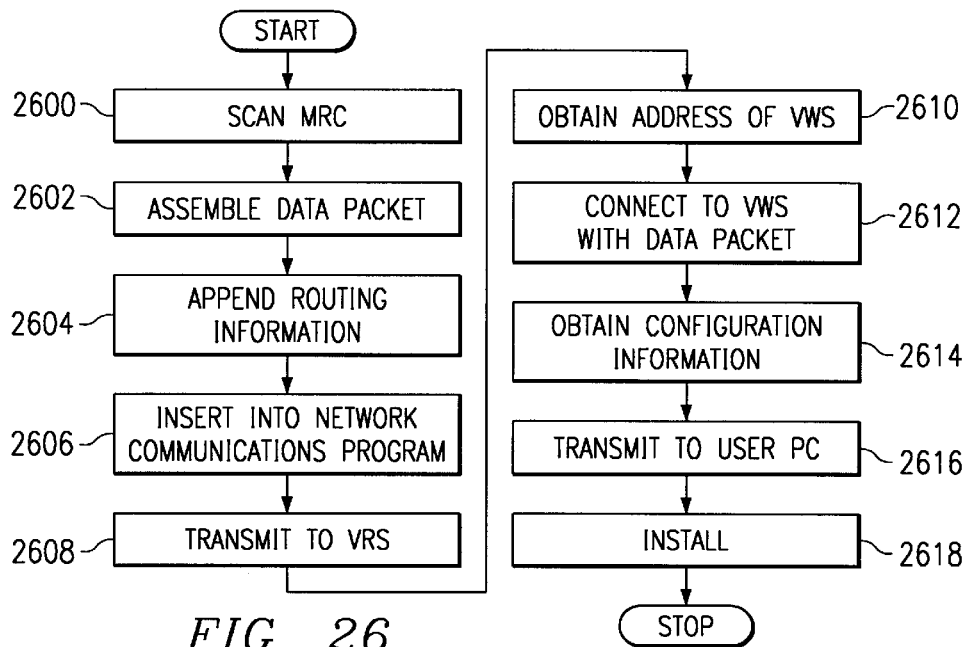 START
2600
SCAN MRC
2602
ASSEMBLE DATA PACKET
2604
APPEND ROUTING
INFORMATION
2606
INSERT INTO NETWORK
COMMUNICATIONS PROGRAM
2608
TRANSMIT TO VRS
OBTAIN ADDRESS OF VWS
2610
CONNECT TO VWS
WITH DATA PACKET
2612
OBTAIN CONFIGURATION
INFORMATION
2614
TRANSMIT TO USER PC
2616
INSTALL
2618
STOP
FIG 26